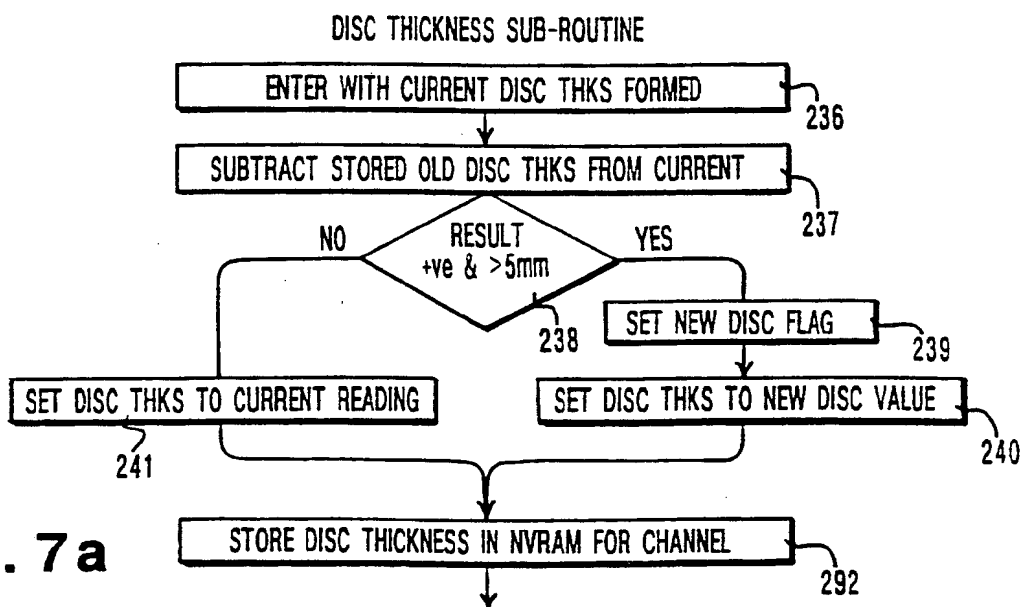 DISC THICKNESS SUB-ROUTINE
ENTER WITH CURRENT DISC THKS FORMED
236
SUBTRACT STORED OLD DISC THKS FROM CURRENT
237
NO
RESULT
+ve & >5mm
YES
238
SET NEW DISC FLAG
239
SET DISC THKS TO CURRENT READING
241
SET DISC THKS TO NEW DISC VALUE
240
STORE DISC THICKNESS IN NVRAM FOR CHANNEL
292
. 7a